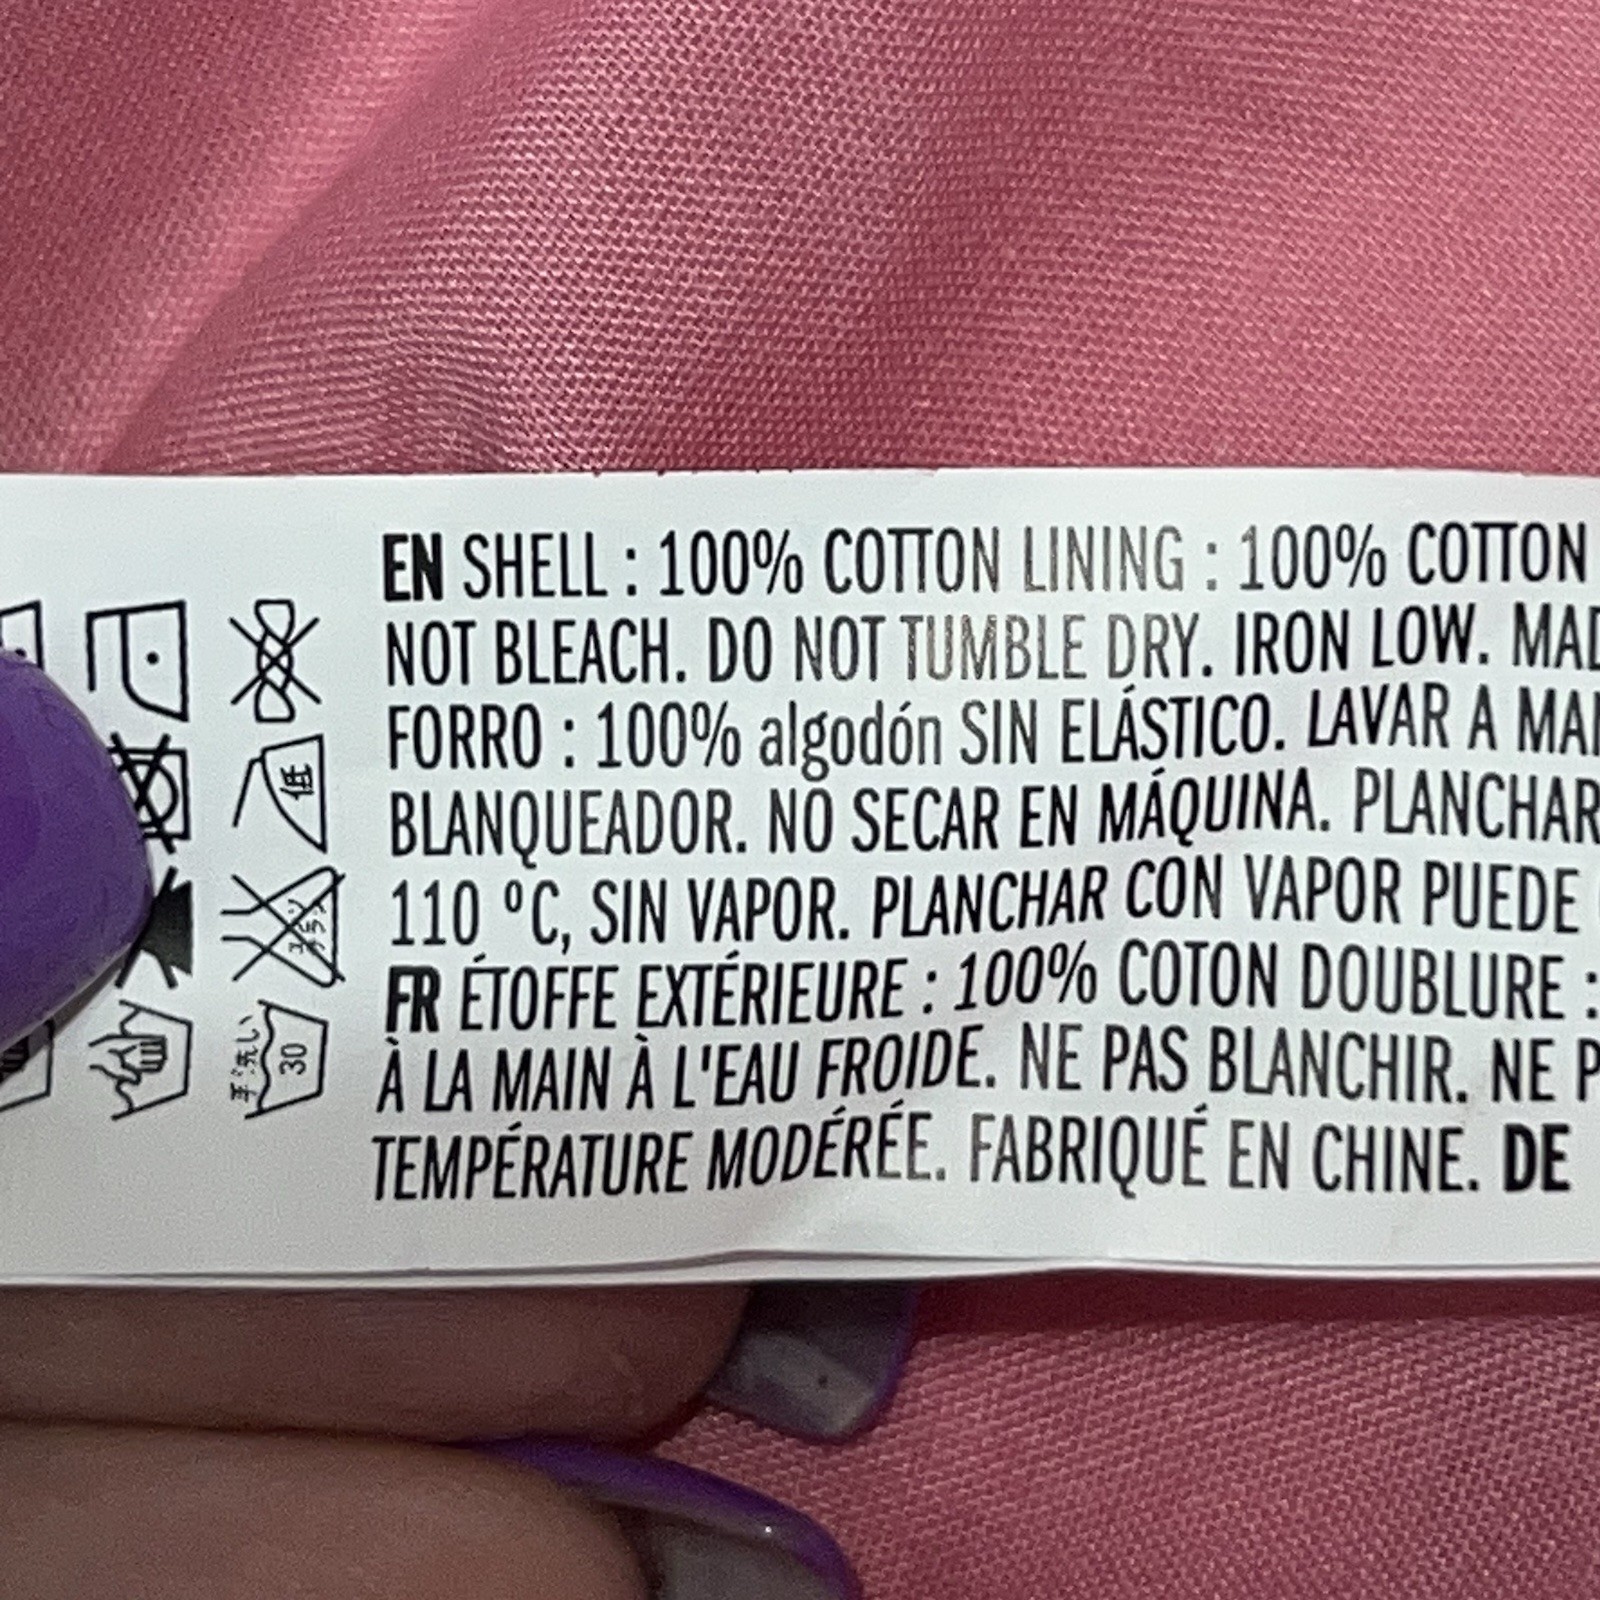 EN SHELL : 100% COTTON LINING : 100% COTTON
NOT BLEACH. DO NOT TUMBLE DRY. IRON LOW.
FORRO : 100% algodón SIN ELÁSTICO. LAVAR A
BLANQUEADOR. NO SECAR EN MÁQUINA. PLANCHAR
110 °C, SIN VAPOR. PLANCHAR CON VAPOR PUEDE
FR ÉTOFFE EXTÉRIEURE : 100% COTON DOUBLURE :
À LA MAIN À L'EAU FROIDE. NE PAS BLANCHIR. NE
TEMPÉRATURE MODÉRÉE. FABRIQUÉ EN CHINE. DE
低
手洗い
30